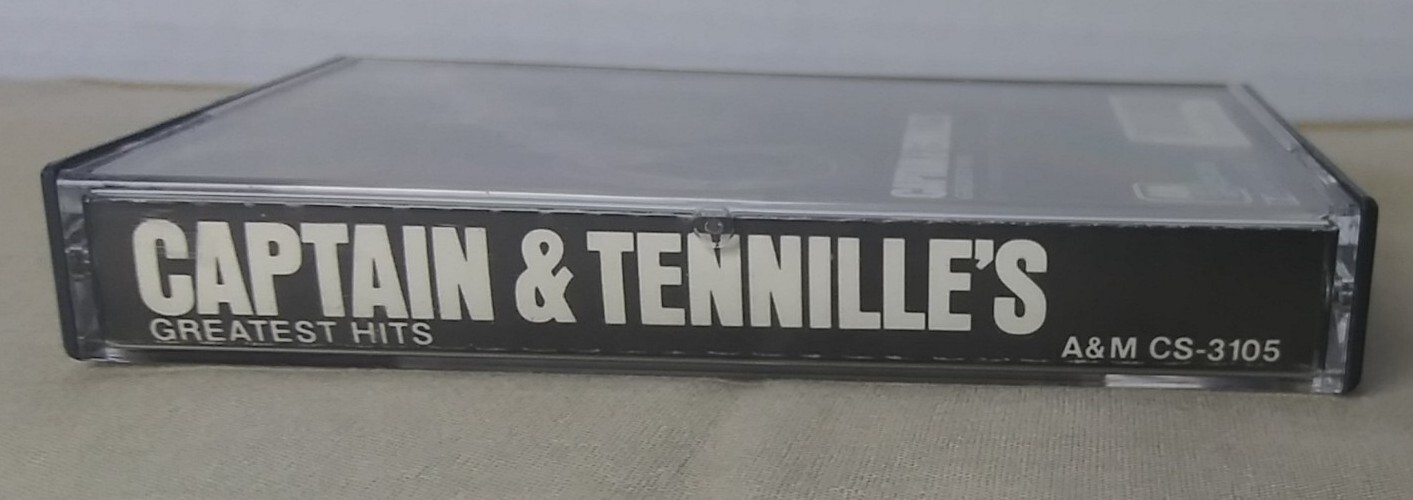 CAPTAIN & TENNILLE'S
GREATEST HITS
A&M CS-3105